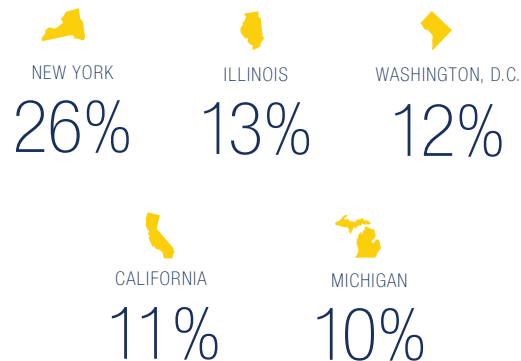 NEW YORK
26%
ILLINOIS
13%
WASHINGTON, D.C.
12%
CALIFORNIA
11%
MICHIGAN
10%